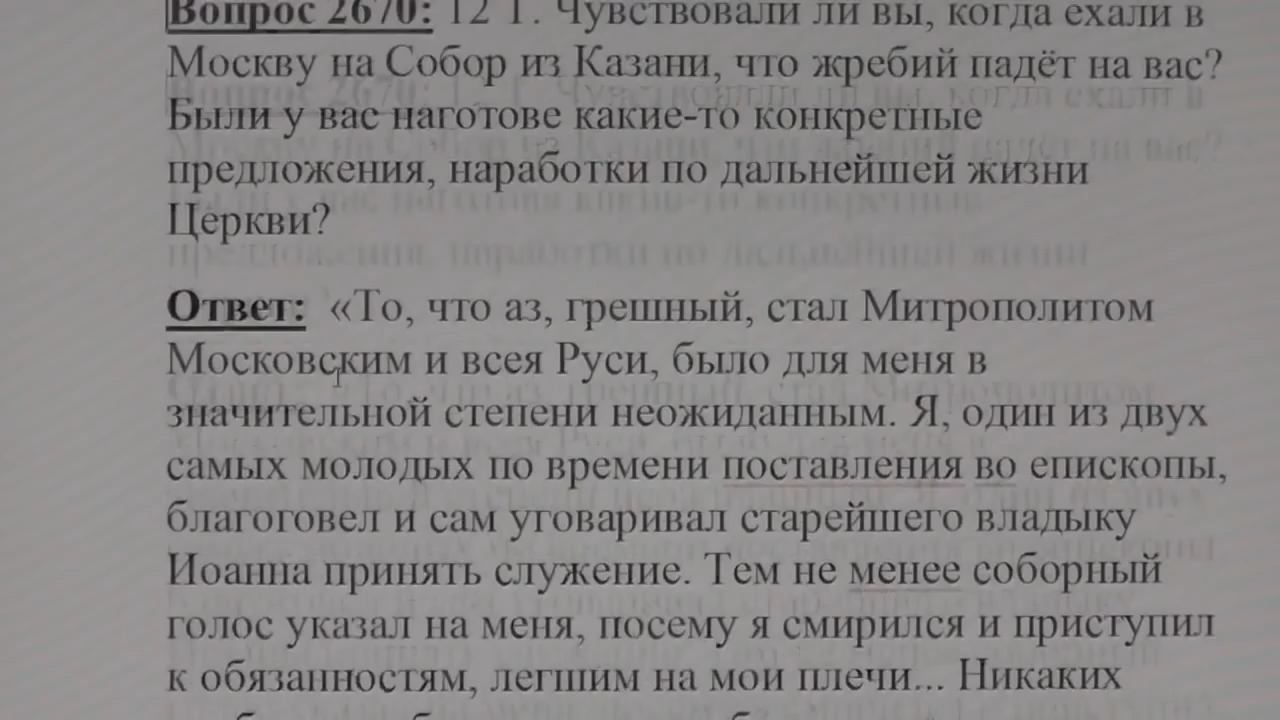 Вопрос 2670: 12 Т. Чувствовали ли вы, когда ехали в
Москву на Собор из Казани, что жребий падёт на вас?
Были у вас наготове какие-то конкретные
предложения, наработки по дальнейшей жизни
Церкви?
Ответ: «То, что аз, грешный, стал Митрополитом
Московским и всея Руси, было для меня в
значительной степени неожиданным. Я, один из двух
самых молодых по времени поставления во епископы,
благоговел и сам уговаривал старейшего владыку
Иоанна принять служение. Тем не менее соборный
голос указал на меня, посему я смирился и приступил
к обязанностям, легшим на мои плечи... Никаких